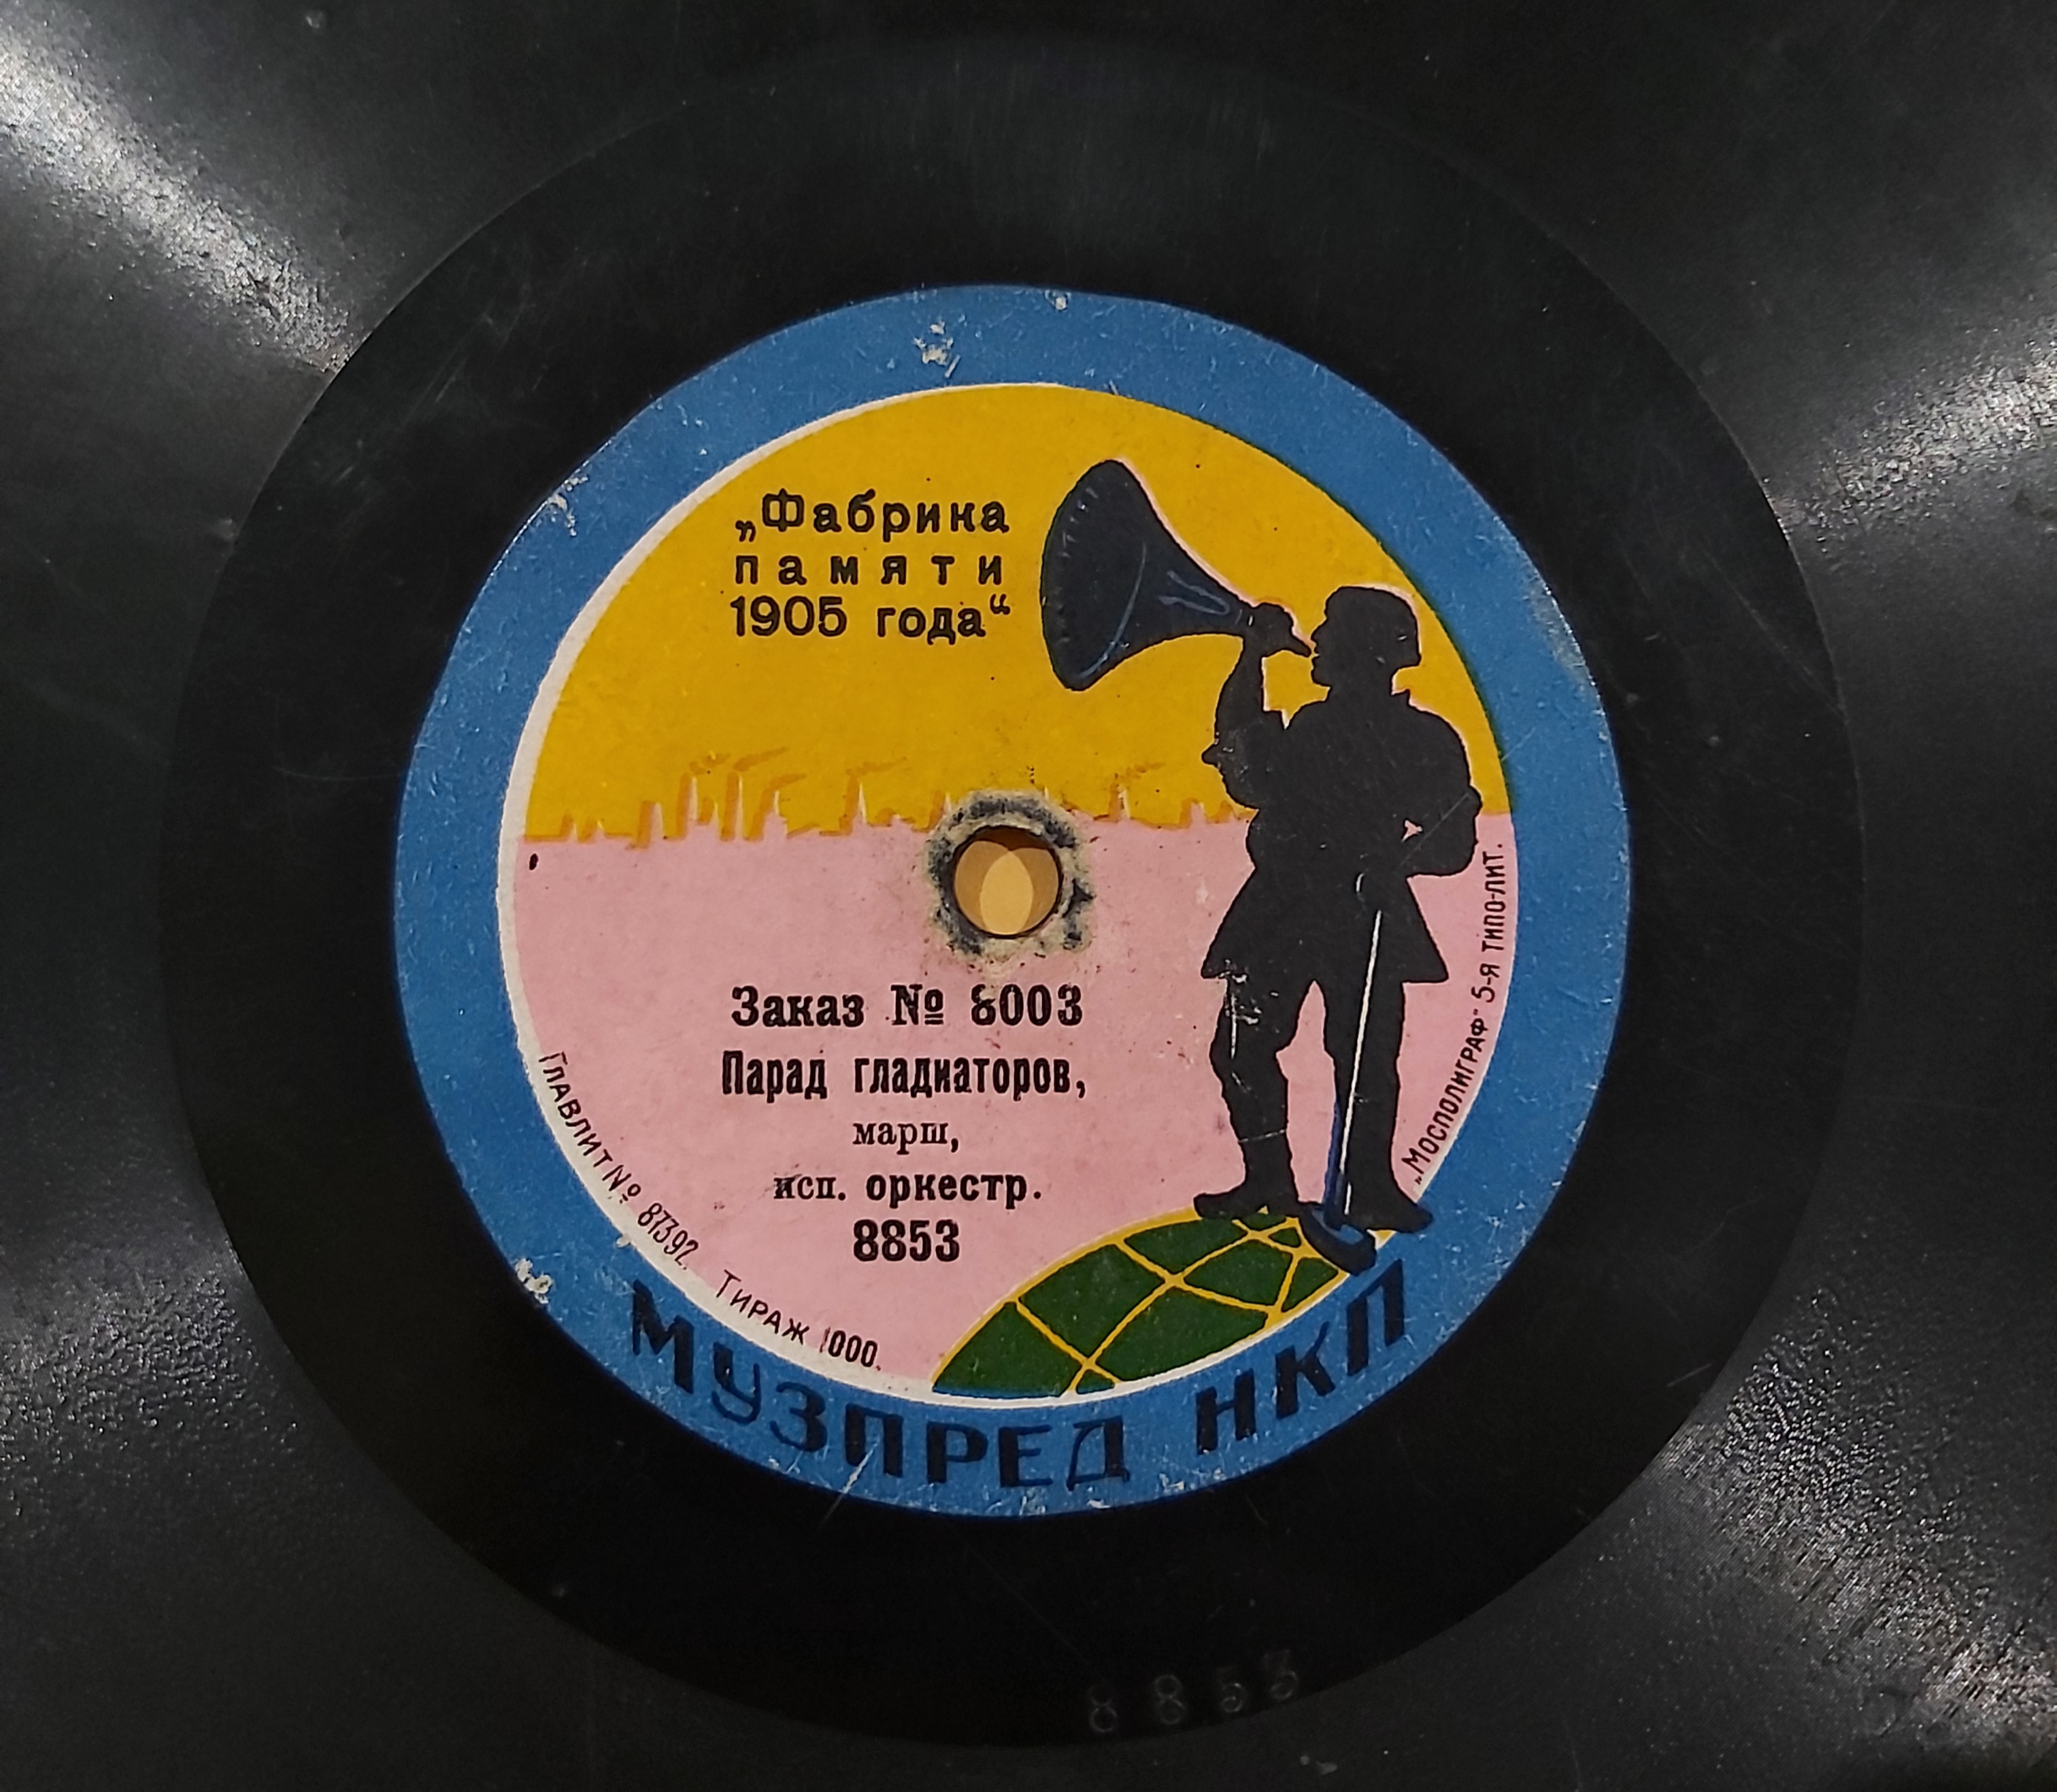 „Фабрика
памяти
1905 года“
Заказ № 8003
Парад гладиаторов,
марш,
исп. оркестр.
8853
Главлит № 87392. Тираж 1000.
„Мосполиграф" 5-я типо-лит.
МУЗПРЕД НКП
8853